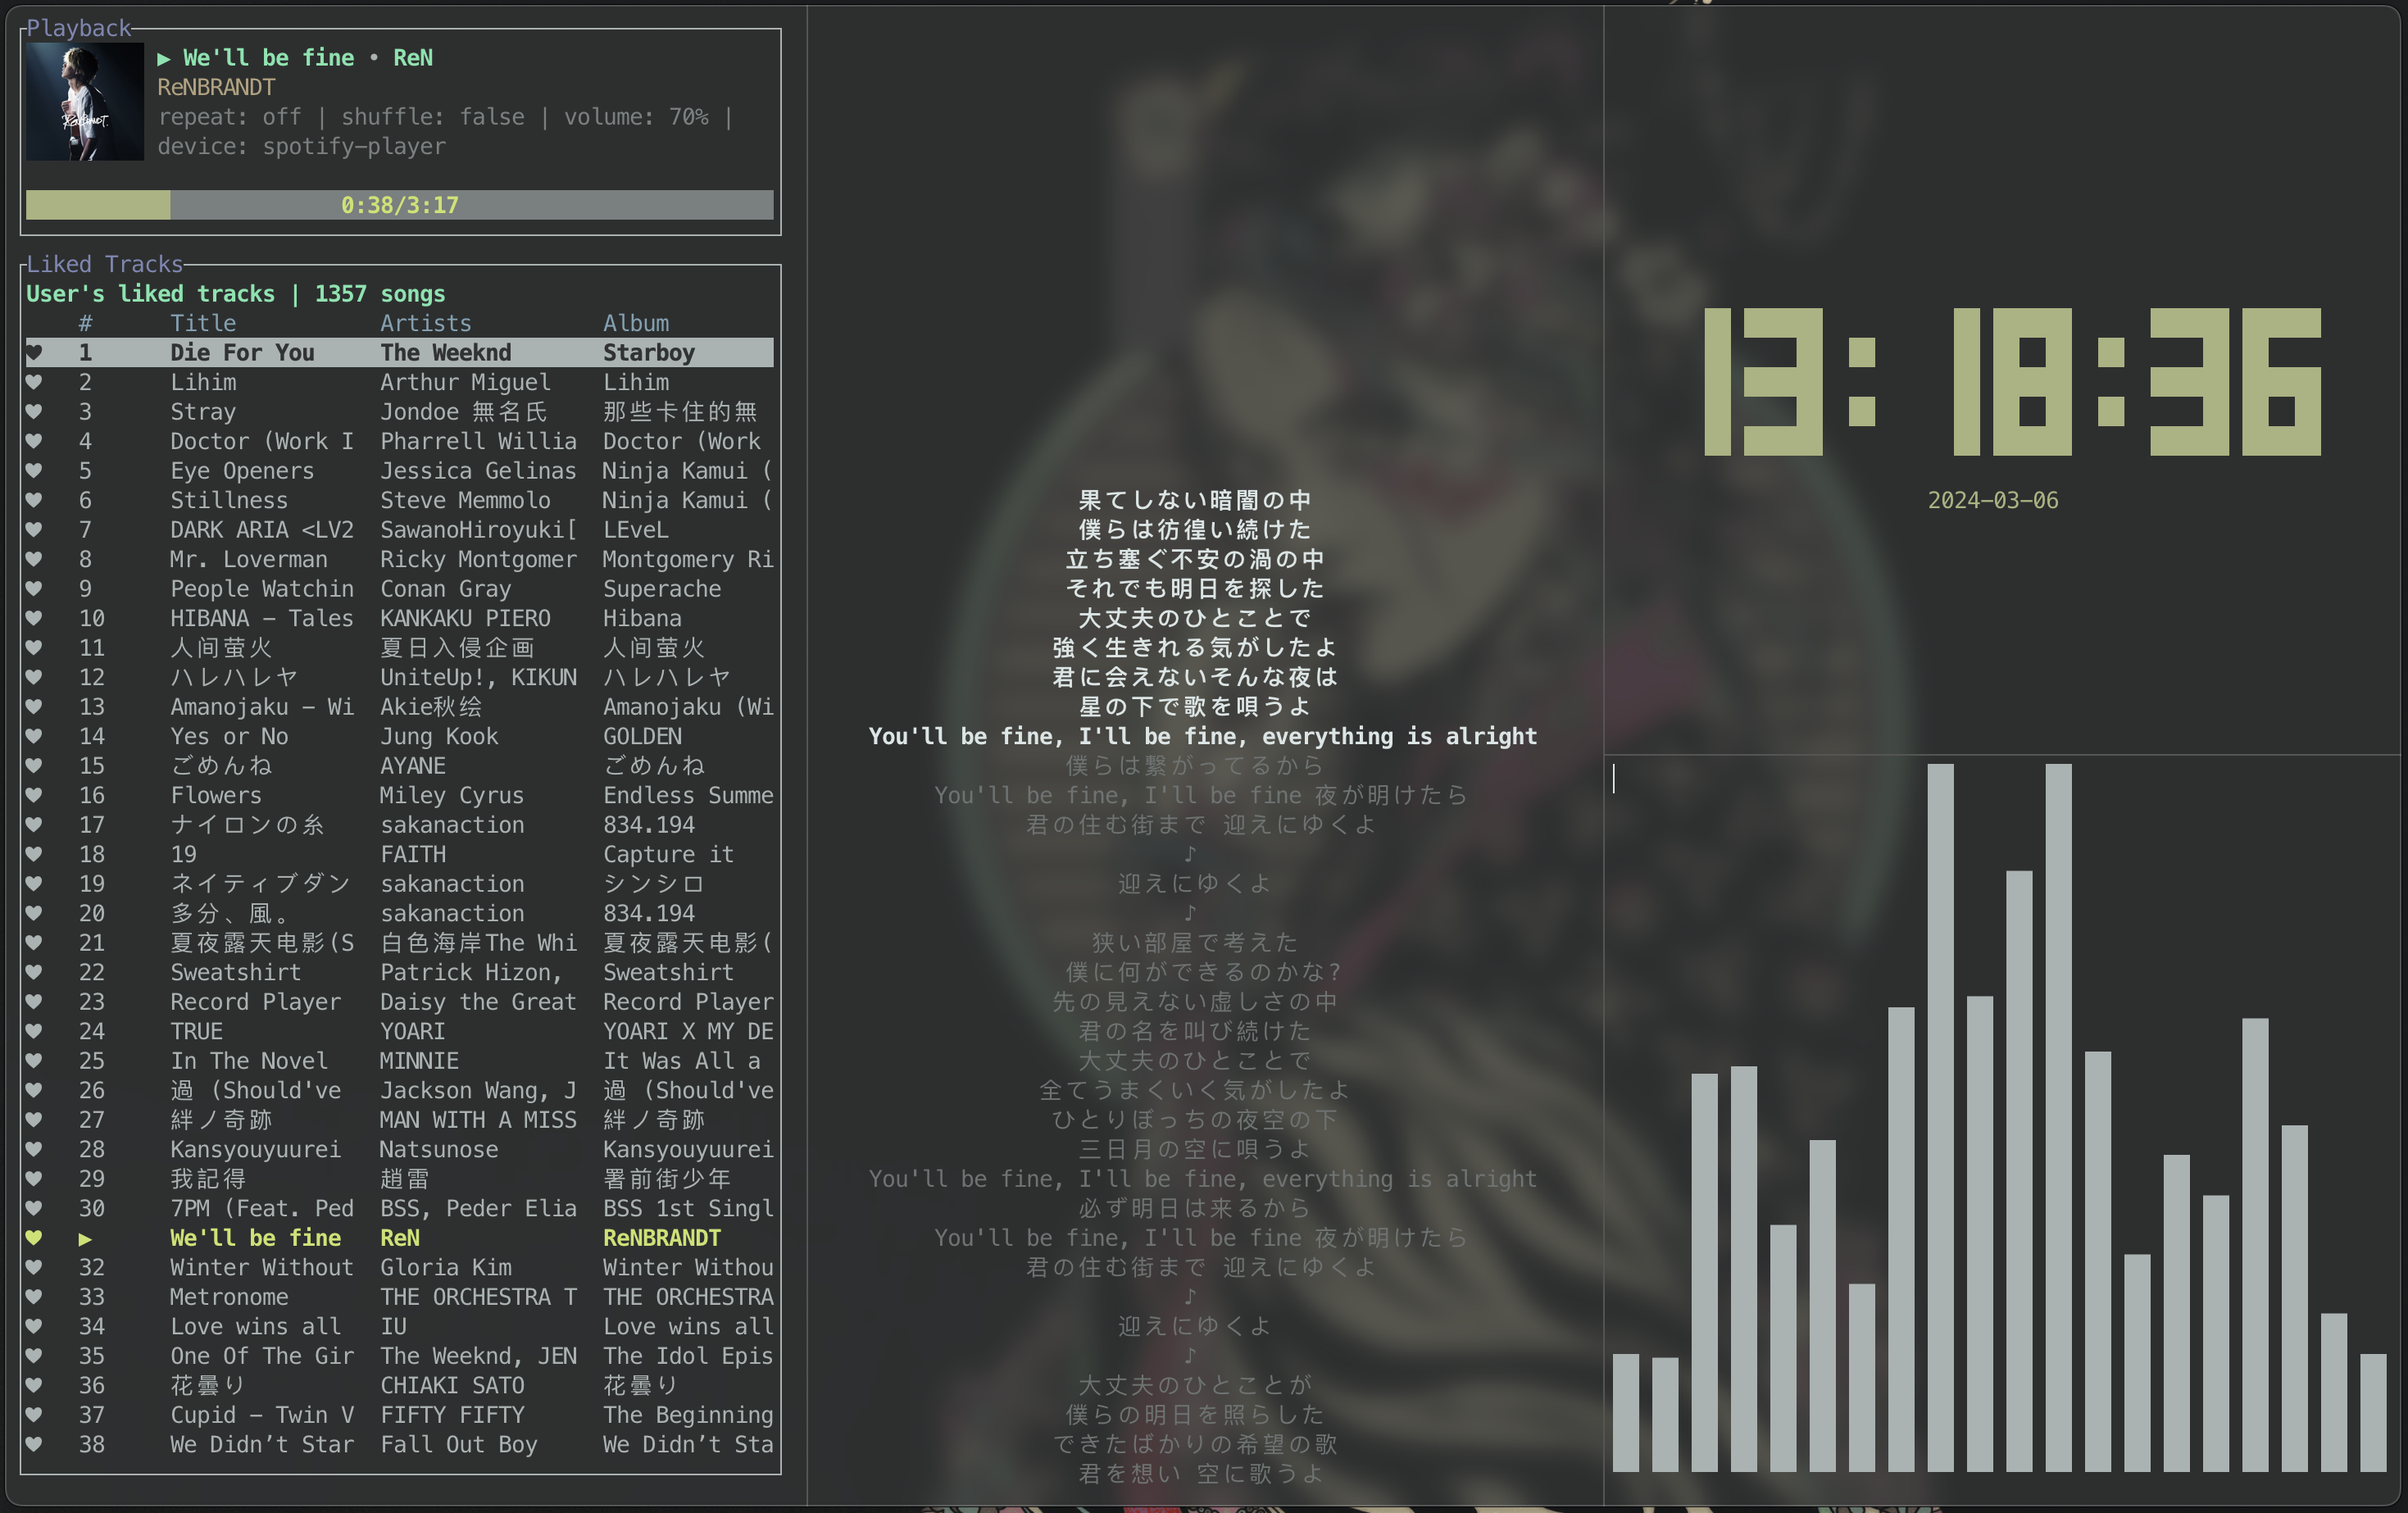 Playback
▶ We'll be fine • ReN
ReNBRANDT
repeat: off | shuffle: false | volume: 70% |
device: spotify-player
0:38/3:17
Liked Tracks
User's liked tracks | 1357 songs
# Title Artists Album
♥ 1 Die For You The Weeknd Starboy
♥ 2 Lihim Arthur Miguel Lihim
♥ 3 Stray Jondoe 無名氏 那些卡住的無
♥ 4 Doctor (Work I Pharrell Willia Doctor (Work
♥ 5 Eye Openers Jessica Gelinas Ninja Kamui (
♥ 6 Stillness Steve Memmolo Ninja Kamui (
♥ 7 DARK ARIA <LV2 SawanoHiroyuki[ LEveL
♥ 8 Mr. Loverman Ricky Montgomer Montgomery Ri
♥ 9 People Watchin Conan Gray Superache
♥ 10 HIBANA – Tales KANKAKU PIERO Hibana
♥ 11 人间萤火 夏日入侵企画 人间萤火
♥ 12 ハレハレヤ UniteUp!, KIKUN ハレハレヤ
♥ 13 Amanojaku – Wi Akie秋绘 Amanojaku (Wi
♥ 14 Yes or No Jung Kook GOLDEN
♥ 15 ごめんね AYANE ごめんね
♥ 16 Flowers Miley Cyrus Endless Summe
♥ 17 ナイロンの糸 sakanaction 834.194
♥ 18 19 FAITH Capture it
♥ 19 ネイティブダン sakanaction シンシロ
♥ 20 多分、風。 sakanaction 834.194
♥ 21 夏夜露天电影(S 白色海岸The Whi 夏夜露天电影(
♥ 22 Sweatshirt Patrick Hizon, Sweatshirt
♥ 23 Record Player Daisy the Great Record Player
♥ 24 TRUE YOARI YOARI X MY DE
♥ 25 In The Novel MINNIE It Was All a
♥ 26 過 (Should've Jackson Wang, J 過 (Should've
♥ 27 絆ノ奇跡 MAN WITH A MISS 絆ノ奇跡
♥ 28 Kansyouyuurei Natsunose Kansyouyuurei
♥ 29 我記得 趙雷 署前街少年
♥ 30 7PM (Feat. Ped BSS, Peder Elia BSS 1st Singl
♥ ▶ We'll be fine ReN ReNBRANDT
♥ 32 Winter Without Gloria Kim Winter Withou
♥ 33 Metronome THE ORCHESTRA T THE ORCHESTRA
♥ 34 Love wins all IU Love wins all
♥ 35 One Of The Gir The Weeknd, JEN The Idol Epis
♥ 36 花曇り CHIAKI SATO 花曇り
♥ 37 Cupid – Twin V FIFTY FIFTY The Beginning
♥ 38 We Didn’t Star Fall Out Boy We Didn’t Sta
果てしない暗闇の中
僕らは彷徨い続けた
立ち塞ぐ不安の渦の中
それでも明日を探した
大丈夫のひとことで
強く生きれる気がしたよ
君に会えないそんな夜は
星の下で歌を唄うよ
You'll be fine, I'll be fine, everything is alright
僕らは繋がってるから
You'll be fine, I'll be fine 夜が明けたら
君の住む街まで 迎えにゆくよ
♪
迎えにゆくよ
♪
狭い部屋で考えた
僕に何ができるのかな?
先の見えない虚しさの中
君の名を叫び続けた
大丈夫のひとことで
全てうまくいく気がしたよ
ひとりぼっちの夜空の下
三日月の空に唄うよ
You'll be fine, I'll be fine, everything is alright
必ず明日は来るから
You'll be fine, I'll be fine 夜が明けたら
君の住む街まで 迎えにゆくよ
♪
迎えにゆくよ
♪
大丈夫のひとことが
僕らの明日を照らした
できたばかりの希望の歌
君を想い 空に歌うよ
13:18:36
2024-03-06